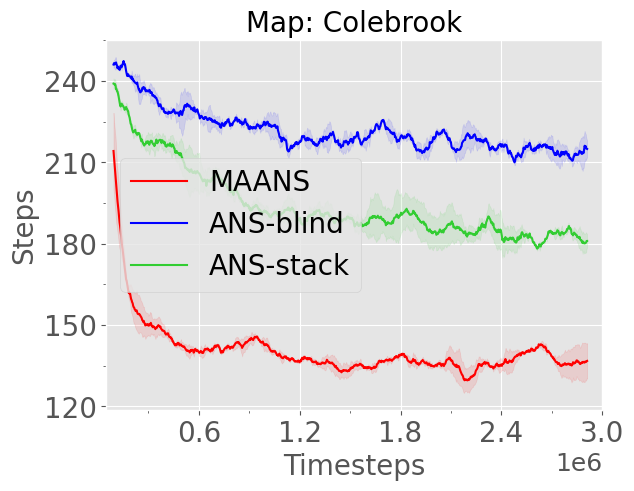 Map: Colebrook
Steps
240
210
180
150
120
MAANS
ANS-blind
ANS-stack
0.6 1.2 1.8 2.4 3.0
Timesteps
1e6